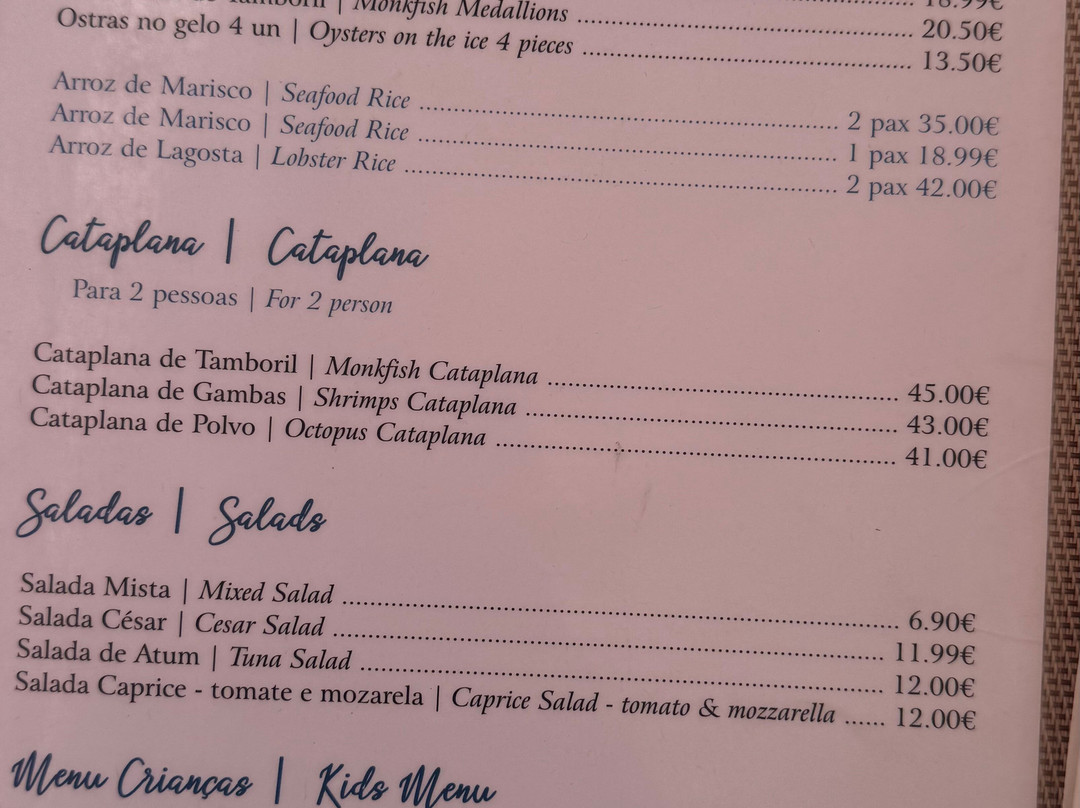 Tamboril | Monkfish Medallions ........ 20.50€
Ostras no gelo 4 un | Oysters on the ice 4 pieces ........ 13.50€
Arroz de Marisco | Seafood Rice ........ 2 pax 35.00€
Arroz de Marisco | Seafood Rice ........ 1 pax 18.99€
Arroz de Lagosta | Lobster Rice ........ 2 pax 42.00€
Cataplana | Cataplana
Para 2 pessoas | For 2 person
Cataplana de Tamboril | Monkfish Cataplana ........ 45.00€
Cataplana de Gambas | Shrimps Cataplana ........ 43.00€
Cataplana de Polvo | Octopus Cataplana ........ 41.00€
Saladas | Salads
Salada Mista | Mixed Salad ........ 6.90€
Salada César | Cesar Salad ........ 11.99€
Salada de Atum | Tuna Salad ........ 12.00€
Salada Caprice - tomate e mozarela | Caprice Salad - tomato & mozzarella ...... 12.00€
Menu Crianças | Kids Menu